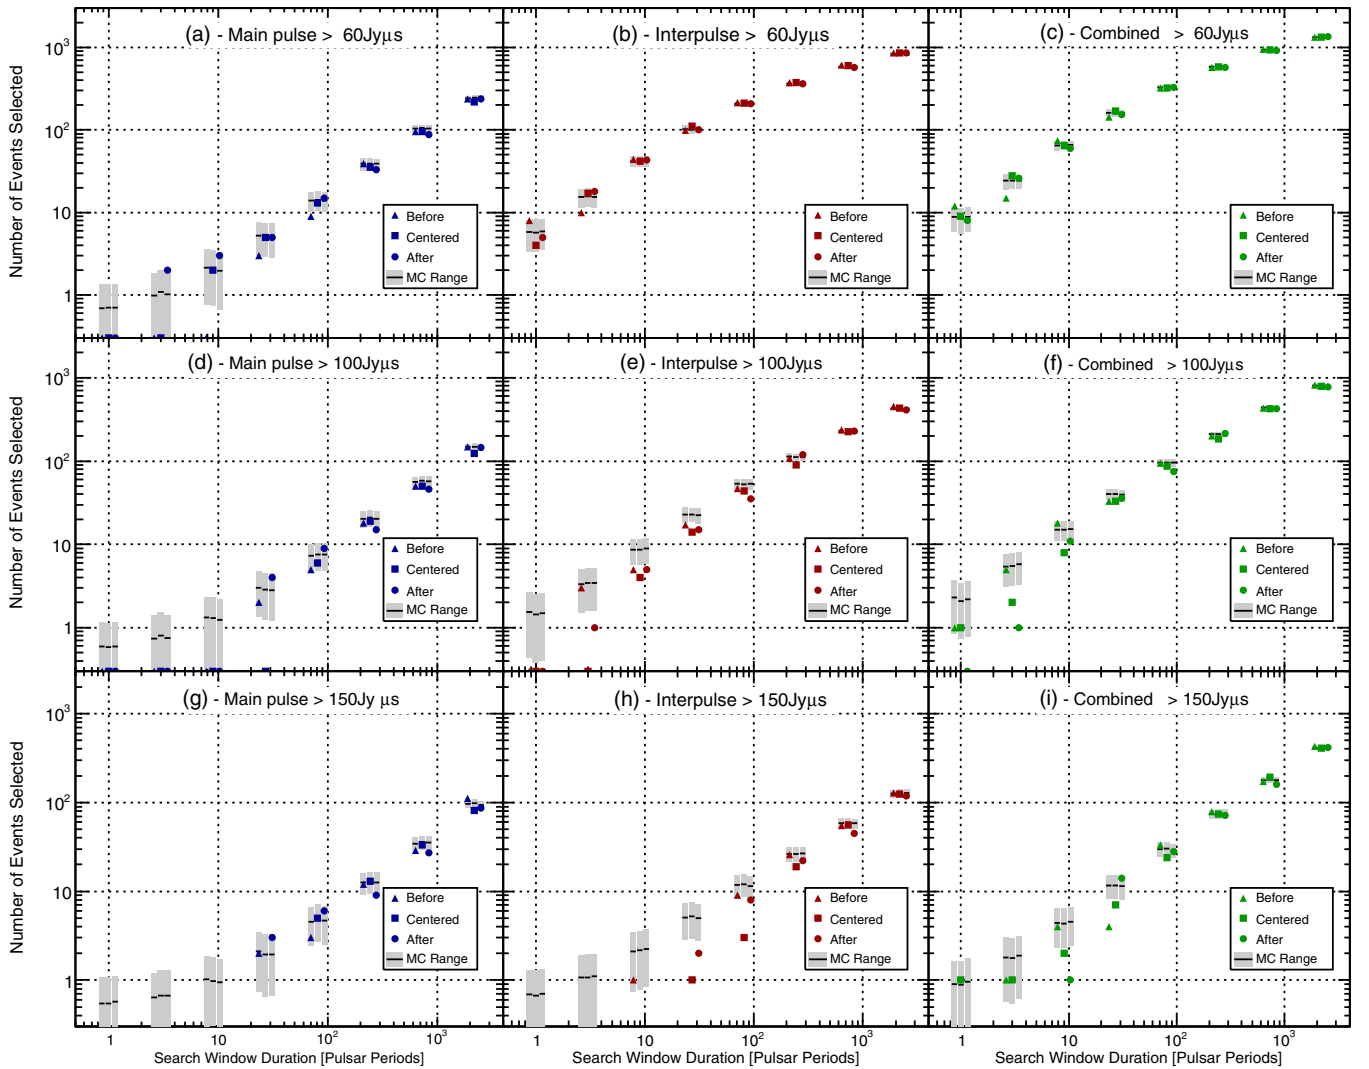 (a) - Main pulse > 60Jyμs
(b) - Interpulse > 60Jyμs
(c) - Combined > 60Jyμs
Number of Events Selected
10³
10²
10
1
Before
Centered
After
MC Range
Before
Centered
After
MC Range
Before
Centered
After
MC Range
(d) - Main pulse > 100Jyμs
(e) - Interpulse > 100Jyμs
(f) - Combined > 100Jyμs
Number of Events Selected
10³
10²
10
1
Before
Centered
After
MC Range
Before
Centered
After
MC Range
Before
Centered
After
MC Range
(g) - Main pulse > 150Jy μs
(h) - Interpulse > 150Jyμs
(i) - Combined > 150Jyμs
Number of Events Selected
10³
10²
10
1
Before
Centered
After
MC Range
Before
Centered
After
MC Range
Before
Centered
After
MC Range
1 10 10² 10³
1 10 10² 10³
1 10 10² 10³
Search Window Duration [Pulsar Periods]
Search Window Duration [Pulsar Periods]
Search Window Duration [Pulsar Periods]